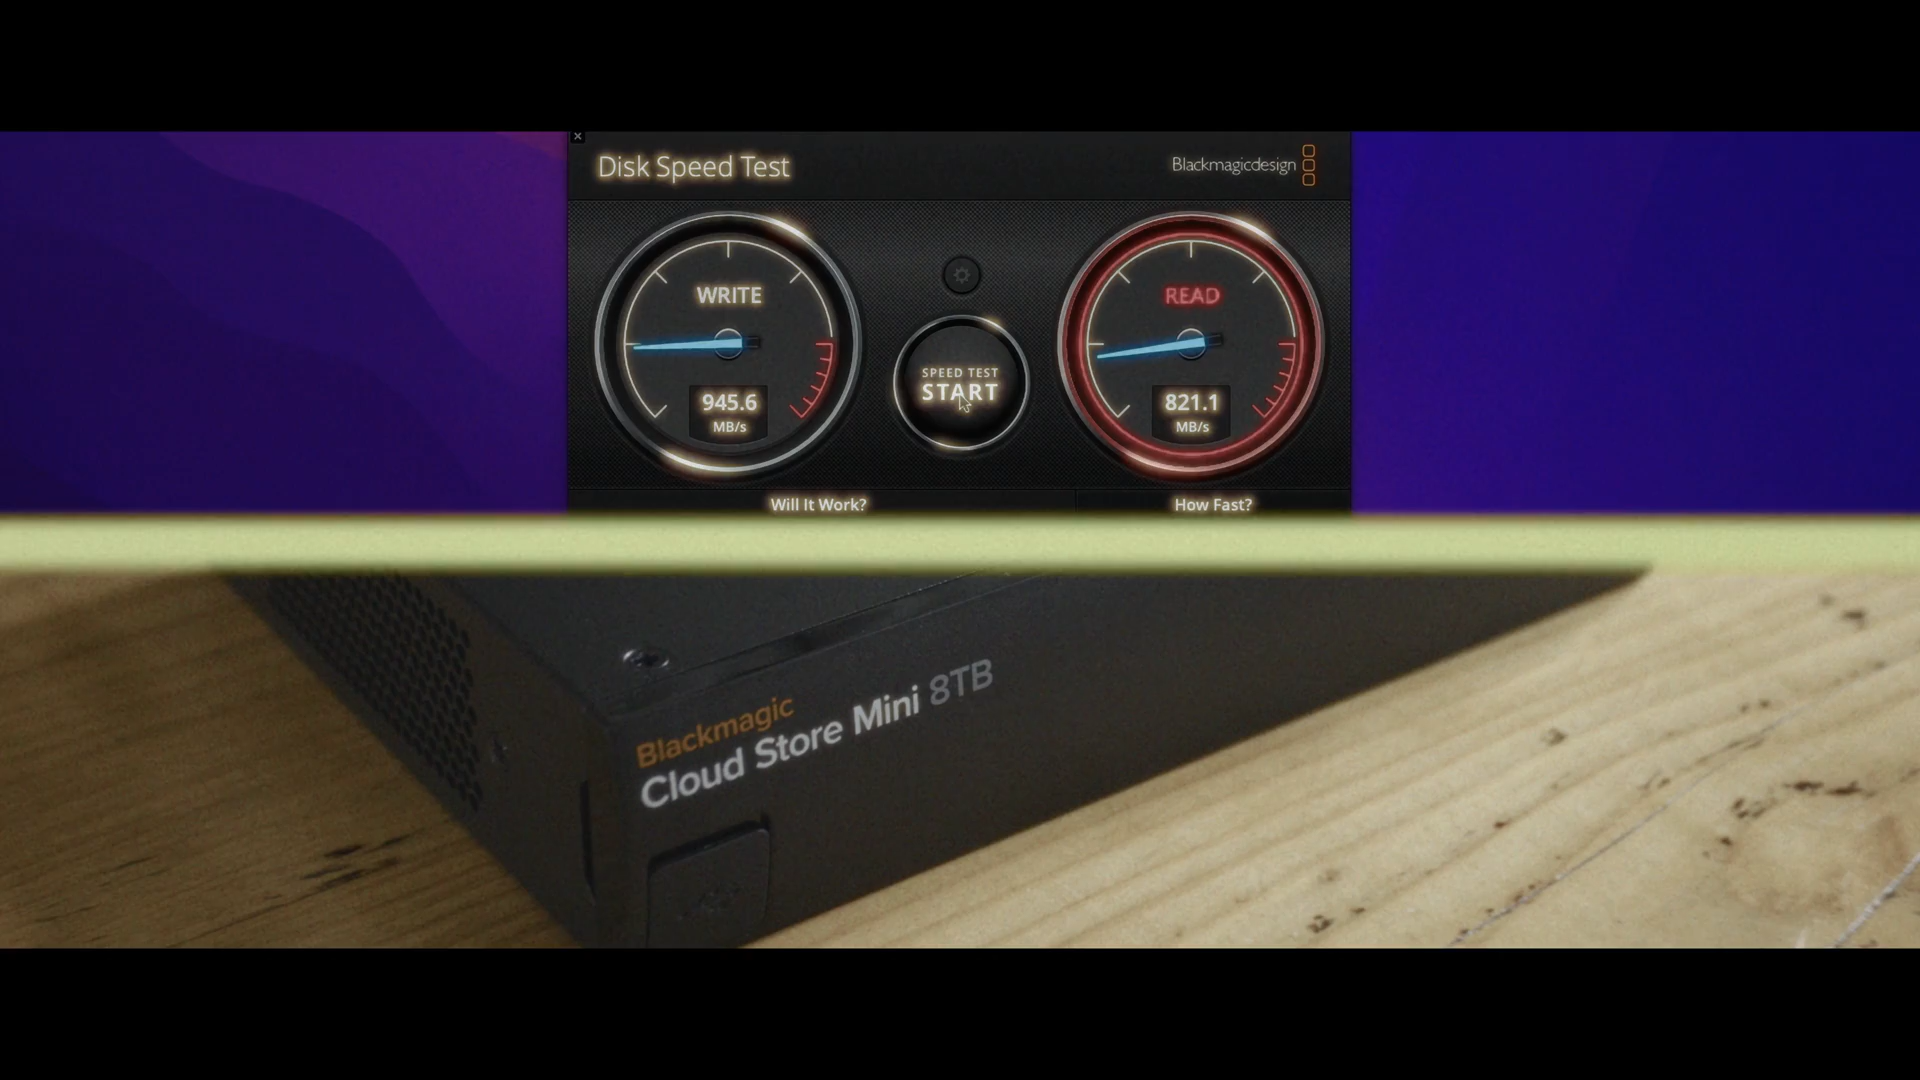 Disk Speed Test
Blackmagicdesign
WRITE
945.6
MB/s
SPEED TEST
START
READ
821.1
MB/s
Will It Work?
How Fast?
Blackmagic
Cloud Store Mini 8TB